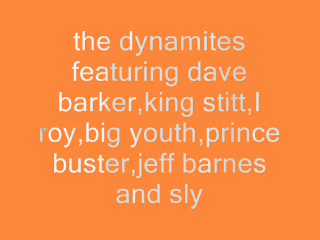 the dynamites
featuring dave
barker,king stitt,I
roy,big youth,prince
buster,jeff barnes
and sly